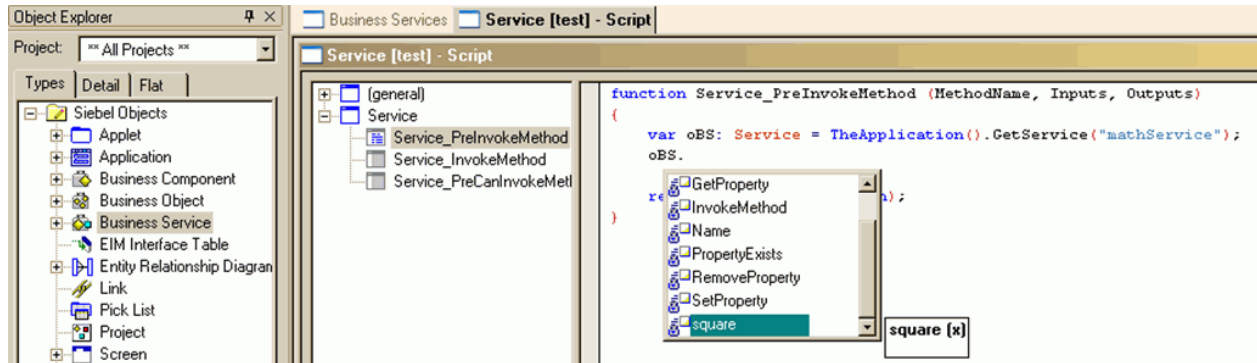 Object Explorer
Project: ** All Projects **
Types Detail Flat
Siebel Objects
Applet
Application
Business Component
Business Object
Business Service
EIM Interface Table
Entity Relationship Diagran
Link
Pick List
Project
Screen
Business Services Service [test] - Script
Service [test] - Script
(general)
Service
Service_PreInvokeMethod
Service_InvokeMethod
Service_PreCanInvokeMetl
function Service_PreInvokeMethod (MethodName, Inputs, Outputs)
{
var oBS: Service = TheApplication().GetService("mathService");
oBS.
re
);
}
GetProperty
InvokeMethod
Name
PropertyExists
RemoveProperty
SetProperty
square
square (x)